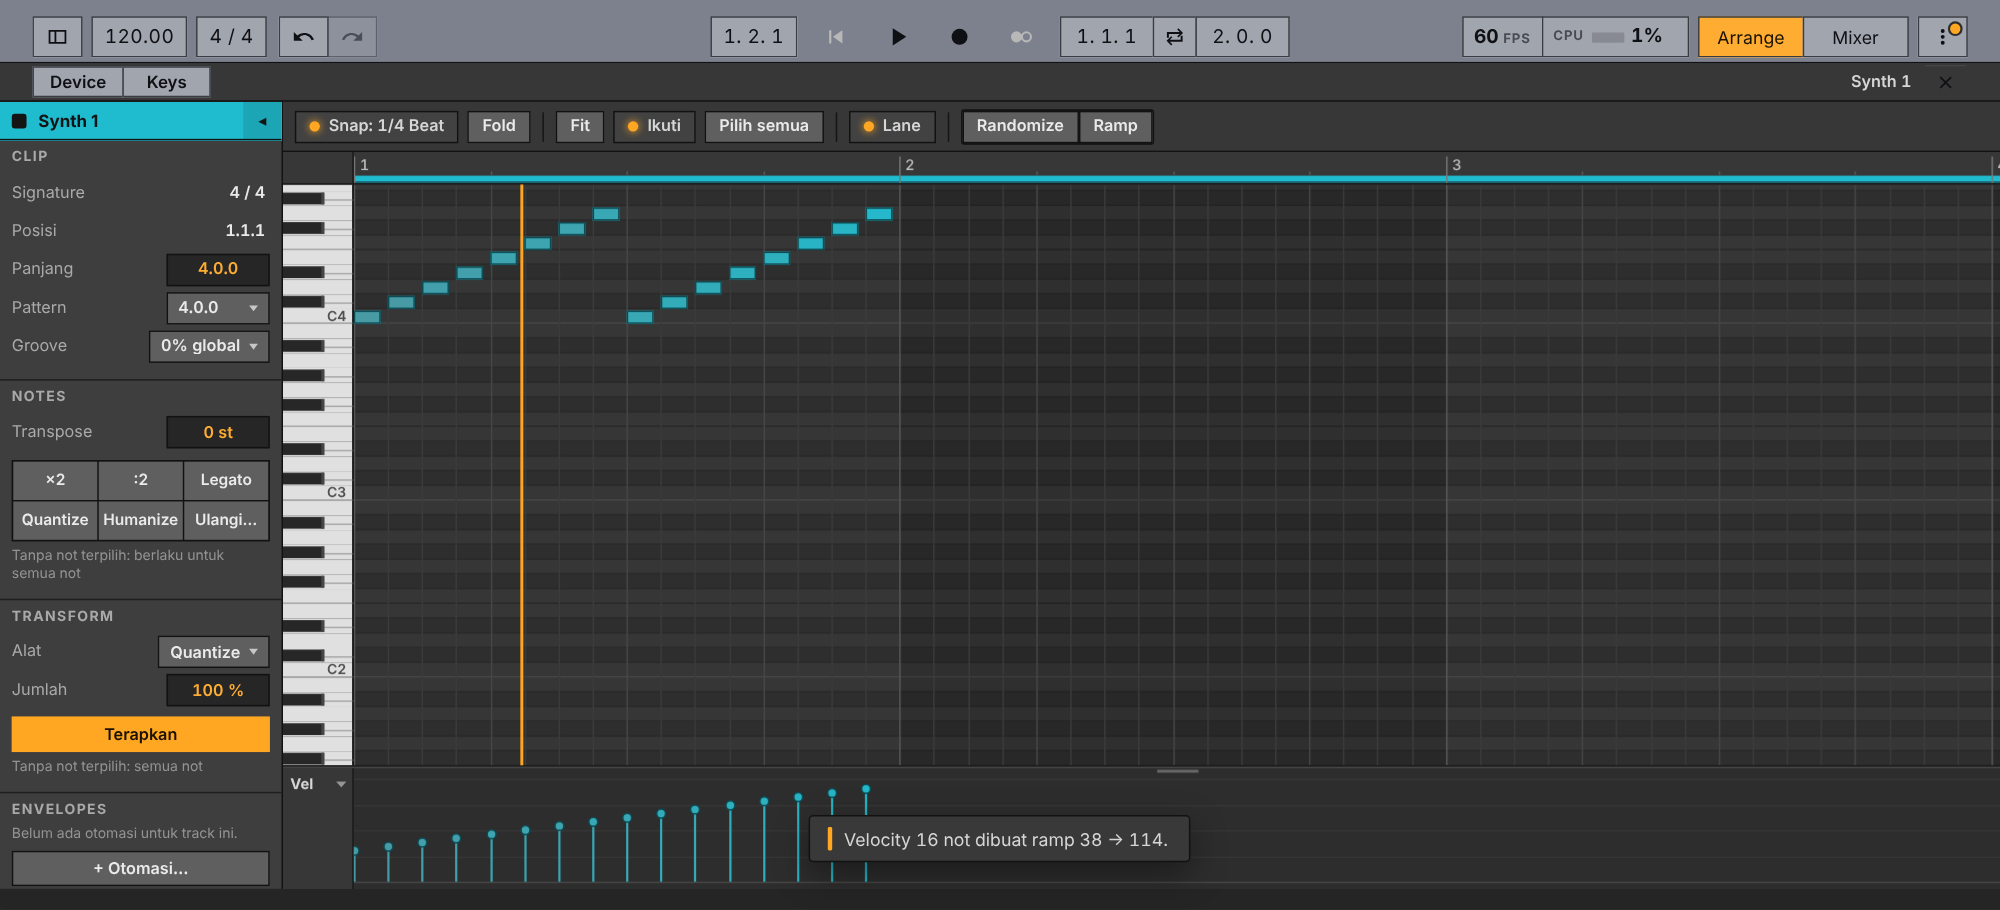 120.00 4 / 4 1. 2. 1 1. 1. 1 2. 0. 0 60 FPS CPU 1% Arrange Mixer
Device Keys Synth 1
Synth 1 Snap: 1/4 Beat Fold Fit Ikuti Pilih semua Lane Randomize Ramp
CLIP
1 2 3
Signature 4 / 4
Posisi 1.1.1
Panjang 4.0.0
Pattern 4.0.0
C4
Groove 0% global
NOTES
Transpose 0 st
×2 :2 Legato
C3
Quantize Humanize Ulangi...
Tanpa not terpilih: berlaku untuk
semua not
TRANSFORM
Alat Quantize
C2
Jumlah 100 %
Terapkan
Tanpa not terpilih: semua not
Vel
ENVELOPES
Belum ada otomasi untuk track ini.
Velocity 16 not dibuat ramp 38 → 114.
+ Otomasi...